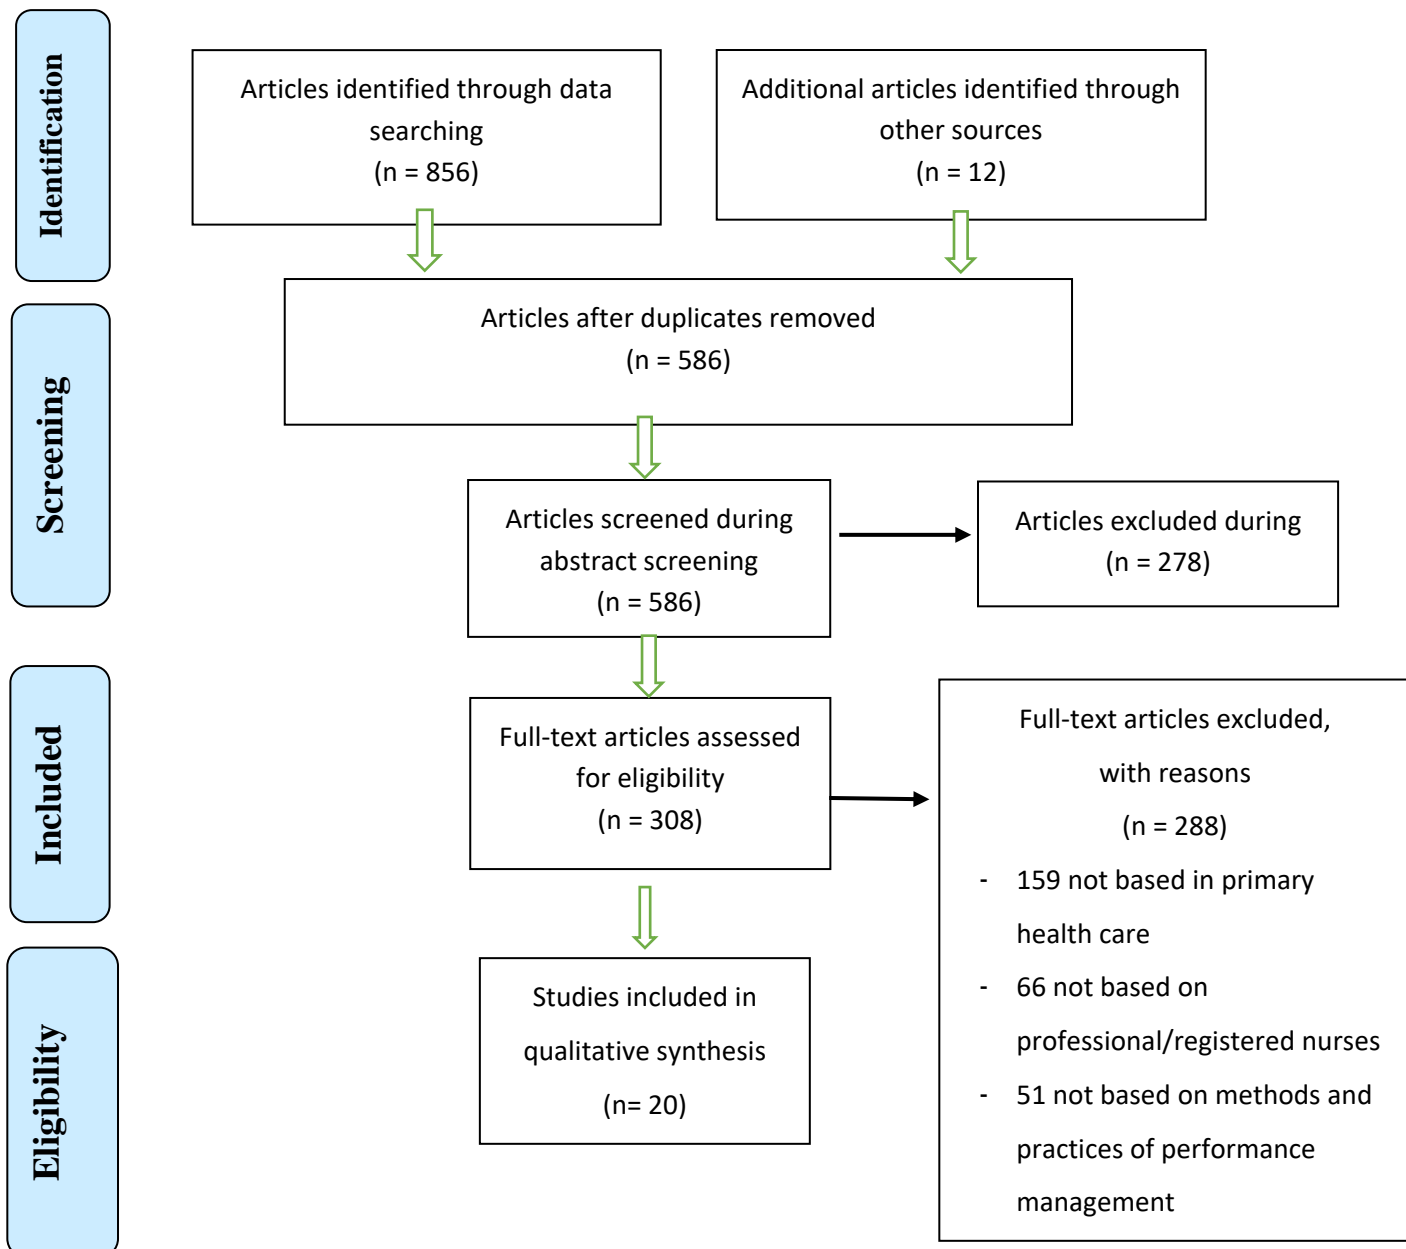 Identification
Articles identified through data
searching
(n = 856)
Additional articles identified through
other sources
(n = 12)
Screening
Articles after duplicates removed
(n = 586)
Articles screened during
abstract screening
(n = 586)
Articles excluded during
(n = 278)
Included
Full-text articles assessed
for eligibility
(n = 308)
Full-text articles excluded,
with reasons
(n = 288)
- 159 not based in primary
health care
- 66 not based on
professional/registered nurses
- 51 not based on methods and
practices of performance
management
Eligibility
Studies included in
qualitative synthesis
(n= 20)